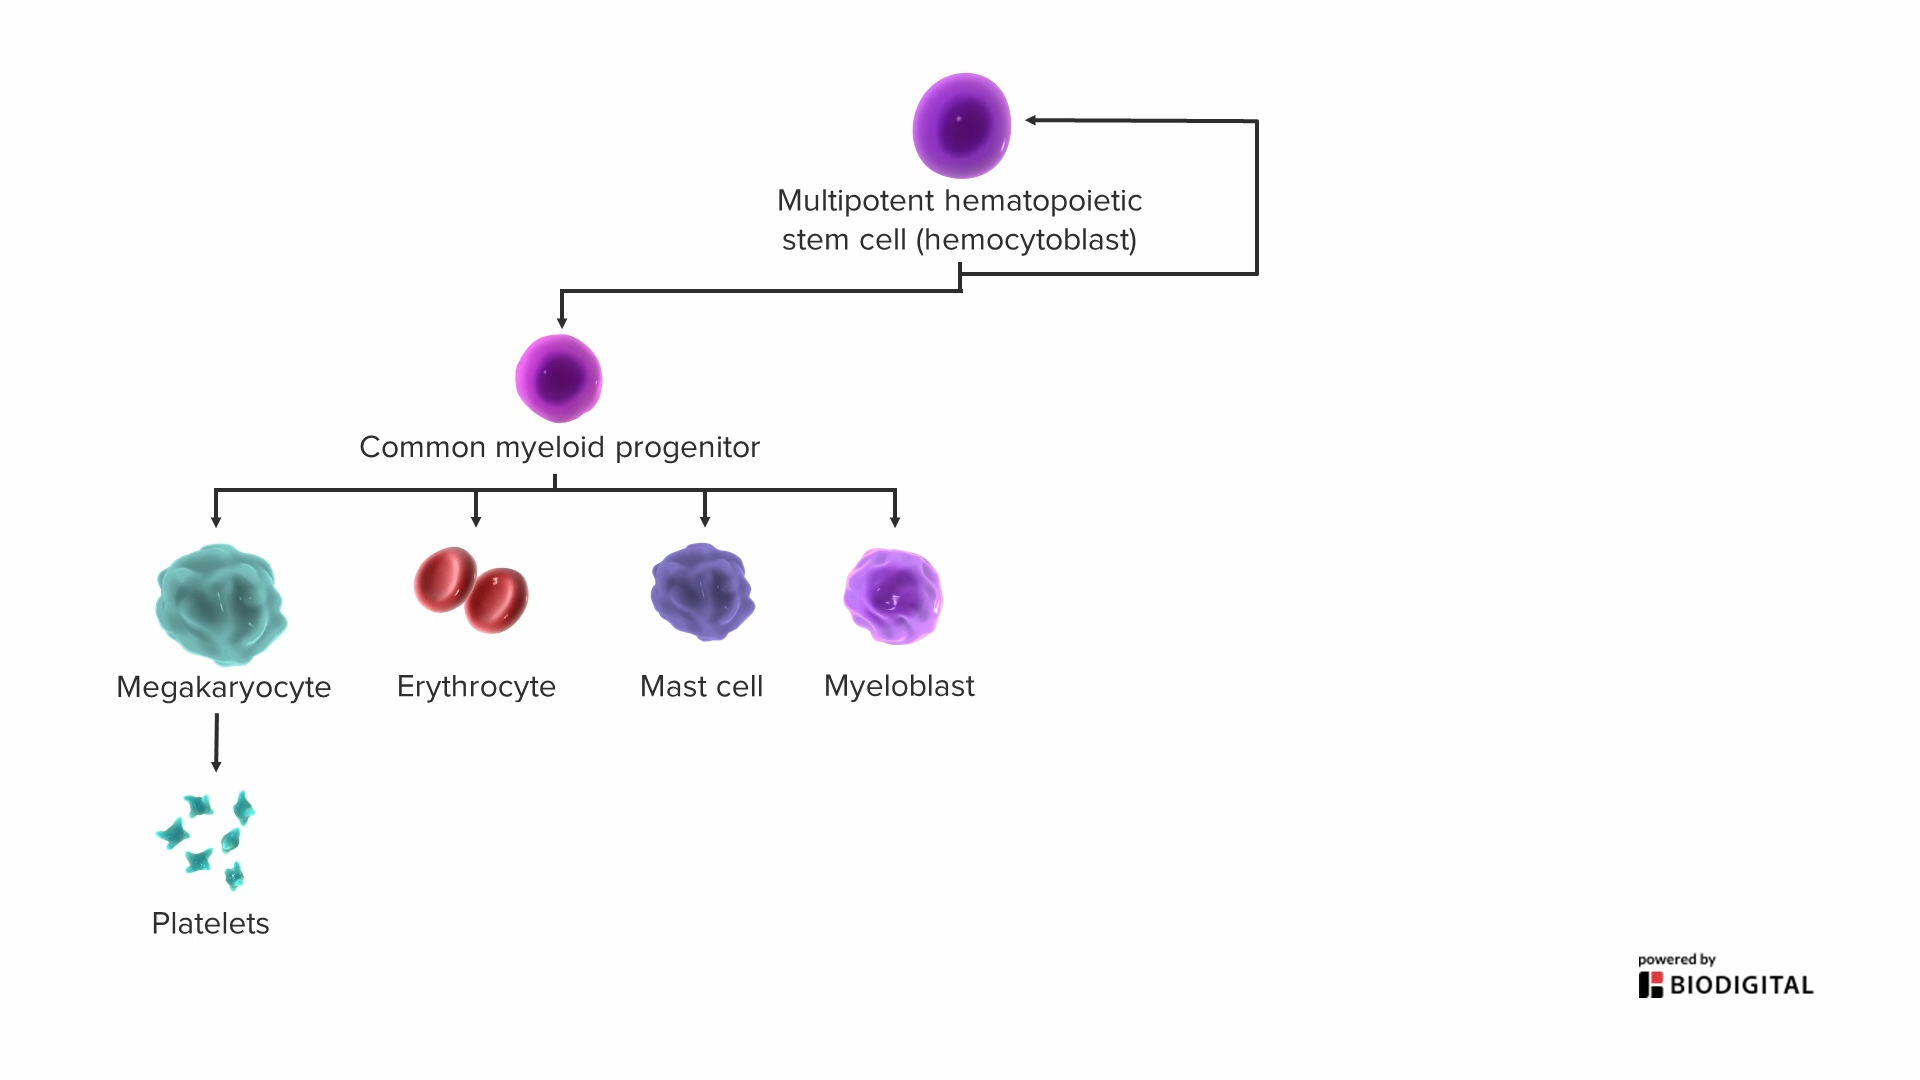 Multipotent hematopoietic
stem cell (hemocytoblast)
Common myeloid progenitor
Megakaryocyte
Erythrocyte
Mast cell
Myeloblast
Platelets
powered by
BIODIGITAL